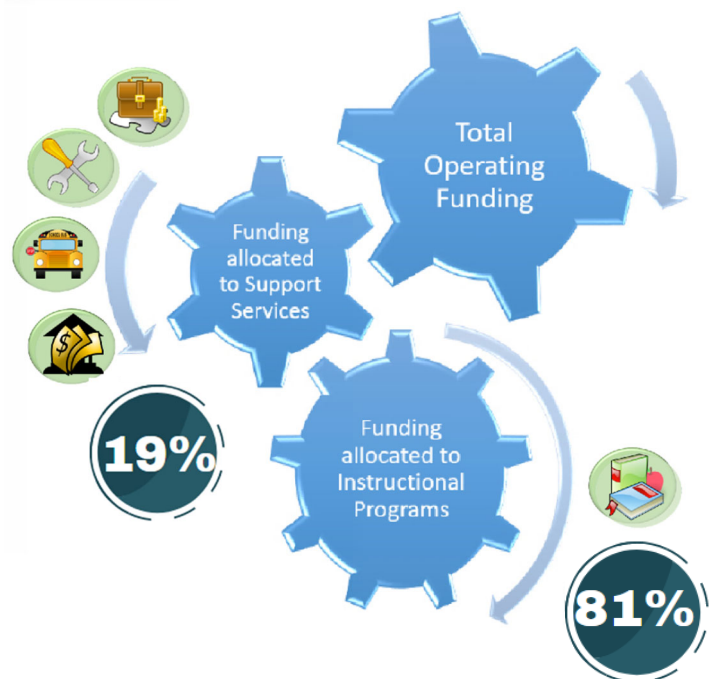 Total
Operating
Funding
Funding
allocated
to Support
Services
19%
Funding
allocated to
Instructional
Programs
81%
$